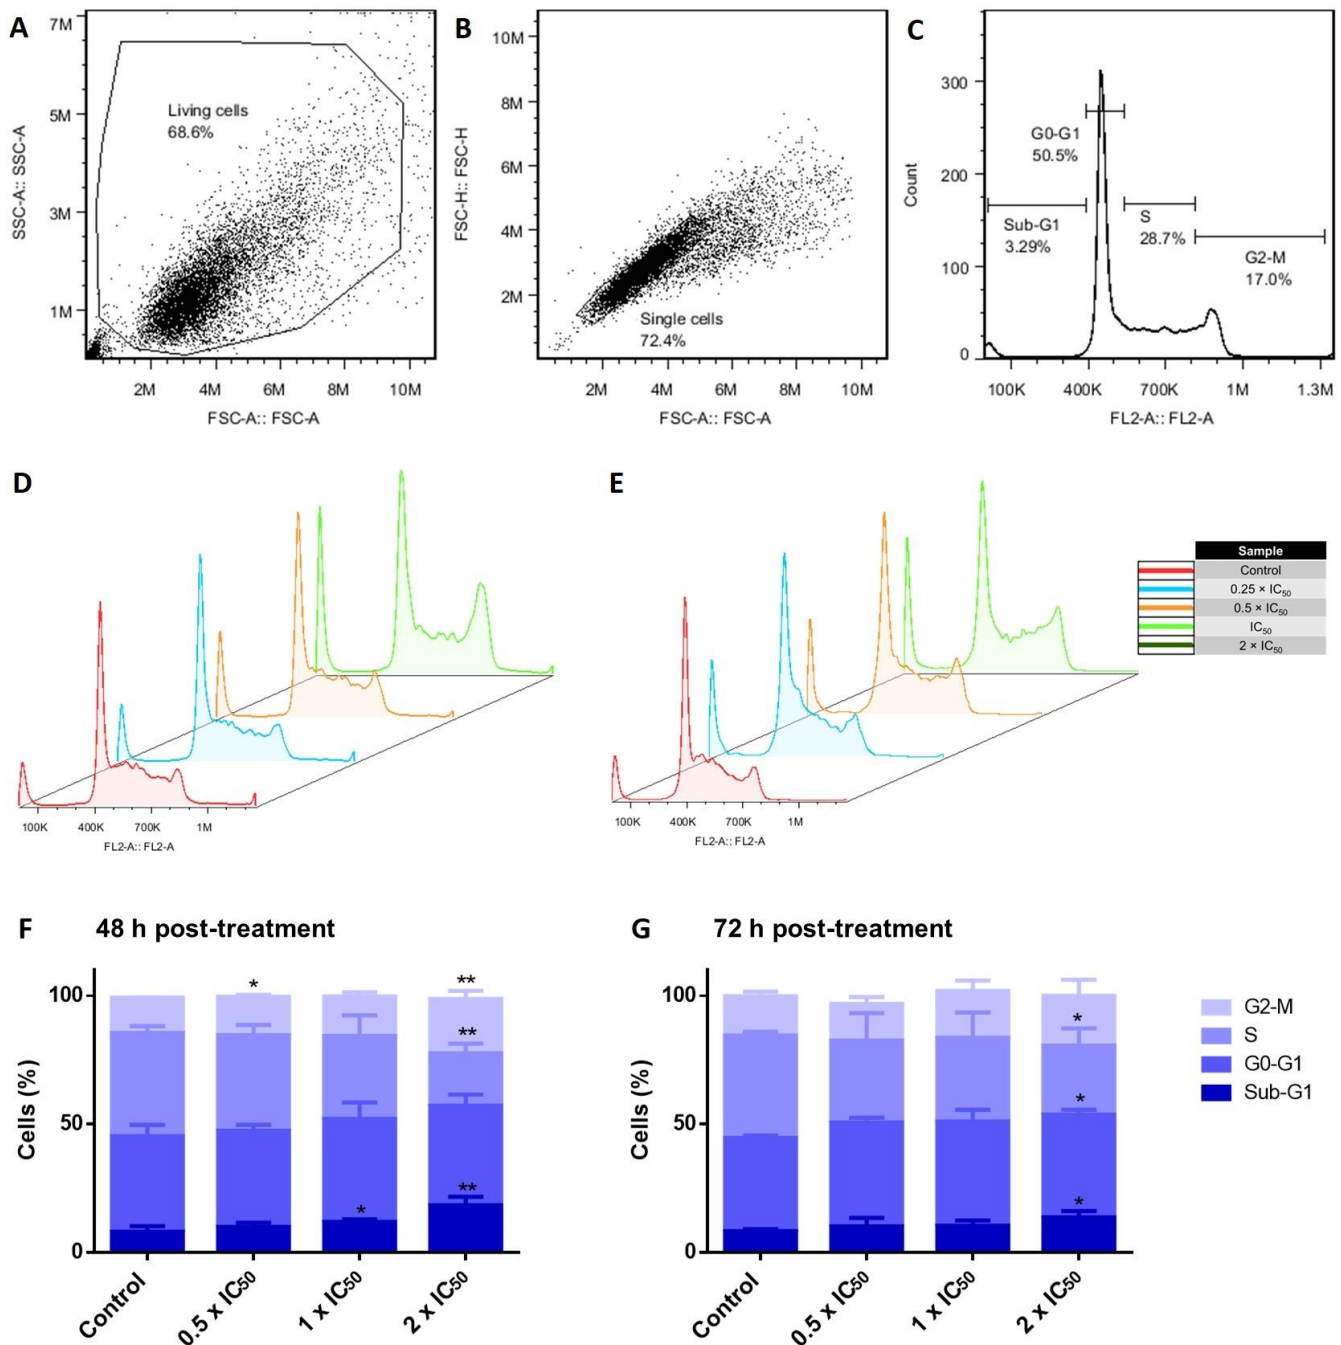 A
7M
5M
3M
1M
SSC-A:: SSC-A
Living cells
68.6%
2M 4M 6M 8M 10M
FSC-A:: FSC-A
B
10M
8M
6M
4M
2M
FSC-H:: FSC-H
Single cells
72.4%
2M 4M 6M 8M 10M
FSC-A:: FSC-A
C
300
200
100
0
Count
G0-G1
50.5%
Sub-G1
3.29%
S
28.7%
G2-M
17.0%
100K 400K 700K 1M 1.3M
FL2-A:: FL2-A
D
100K 400K 700K 1M
FL2-A:: FL2-A
E
100K 400K 700K 1M
FL2-A:: FL2-A
Sample
Control
0.25 × IC50
0.5 × IC50
IC50
2 × IC50
F 48 h post-treatment
100
50
0
Cells (%)
*
**
**
*
**
Control
0.5 x IC50
1 x IC50
2 x IC50
G 72 h post-treatment
100
50
0
Cells (%)
*
*
*
Control
0.5 x IC50
1 x IC50
2 x IC50
G2-M
S
G0-G1
Sub-G1